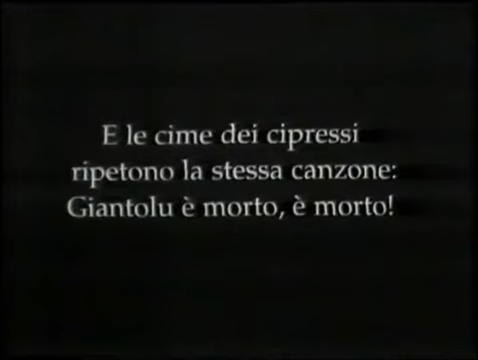 E le cime dei cipressi
ripetono la stessa canzone:
Giantolu è morto, è morto!